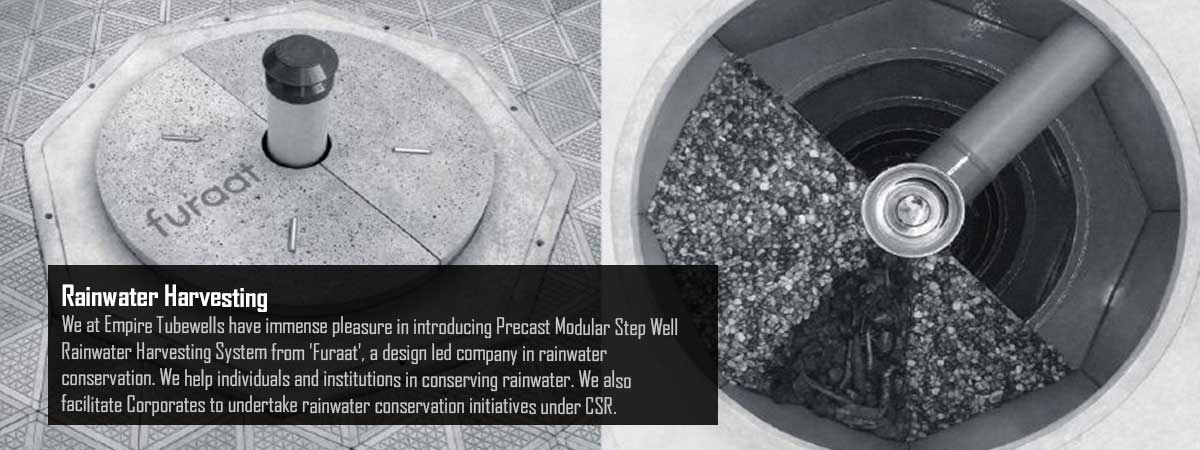 furaat
Rainwater Harvesting
We at Empire Tubewells have immense pleasure in introducing Precast Modular Step Well
Rainwater Harvesting System from 'Furaat', a design led company in rainwater
conservation. We help individuals and institutions in conserving rainwater. We also
facilitate Corporates to undertake rainwater conservation initiatives under CSR.